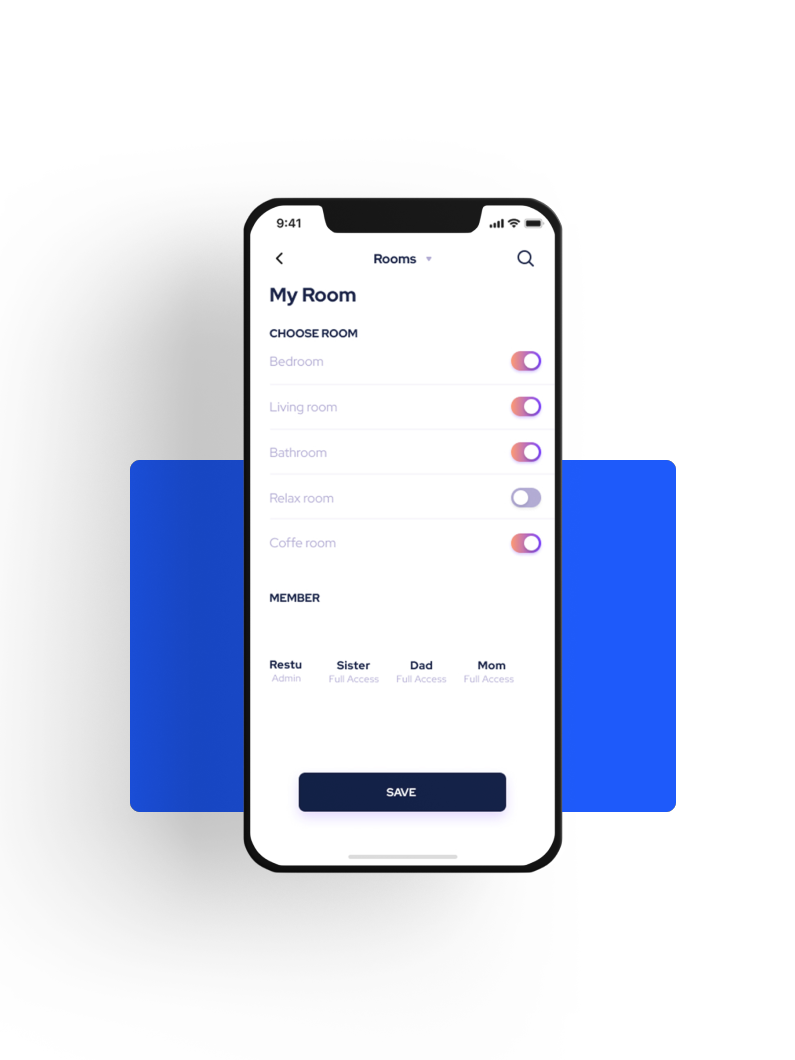 9:41
Rooms
My Room
CHOOSE ROOM
Bedroom
Living room
Bathroom
Relax room
Coffe room
MEMBER
Restu Sister Dad Mom
Admin Full Access Full Access Full Access
SAVE